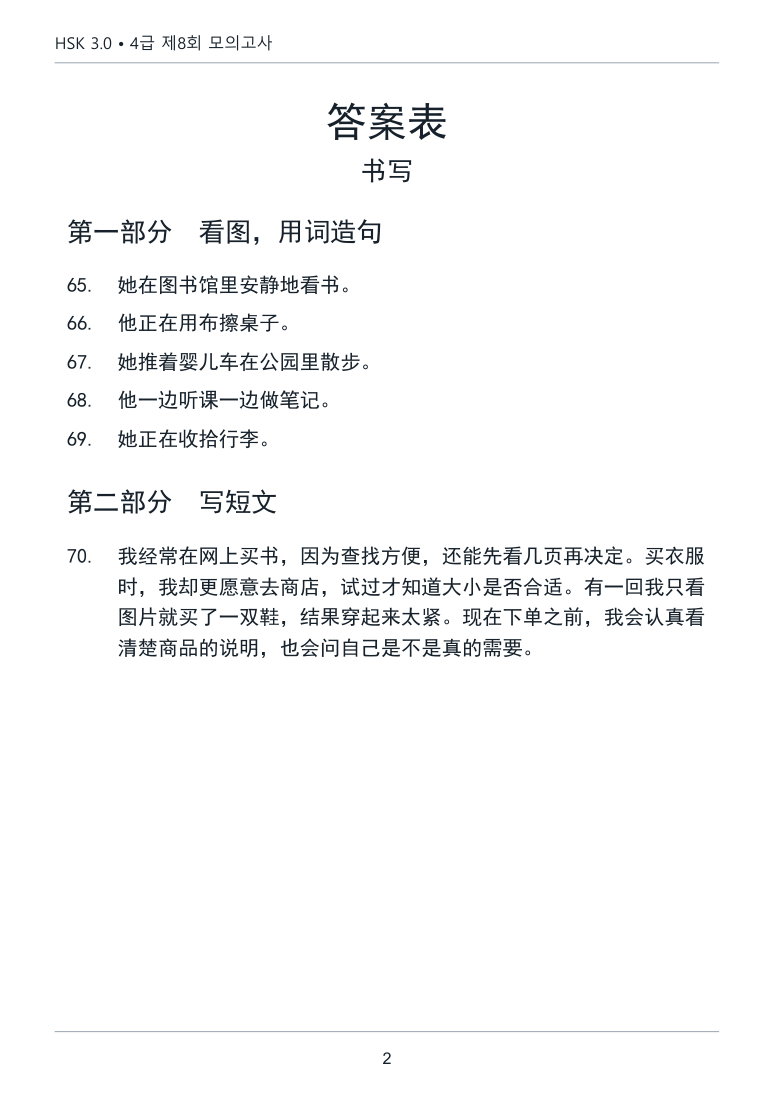 HSK 3.0 • 4급 제8회 모의고사
答案表
书写
第一部分　看图，用词造句
65. 她在图书馆里安静地看书。
66. 他正在用布擦桌子。
67. 她推着婴儿车在公园里散步。
68. 他一边听课一边做笔记。
69. 她正在收拾行李。
第二部分　写短文
70. 我经常在网上买书，因为查找方便，还能先看几页再决定。买衣服
时，我却更愿意去商店，试过才知道大小是否合适。有一回我只看
图片就买了一双鞋，结果穿起来太紧。现在下单之前，我会认真看
清楚商品的说明，也会问自己是不是真的需要。
2